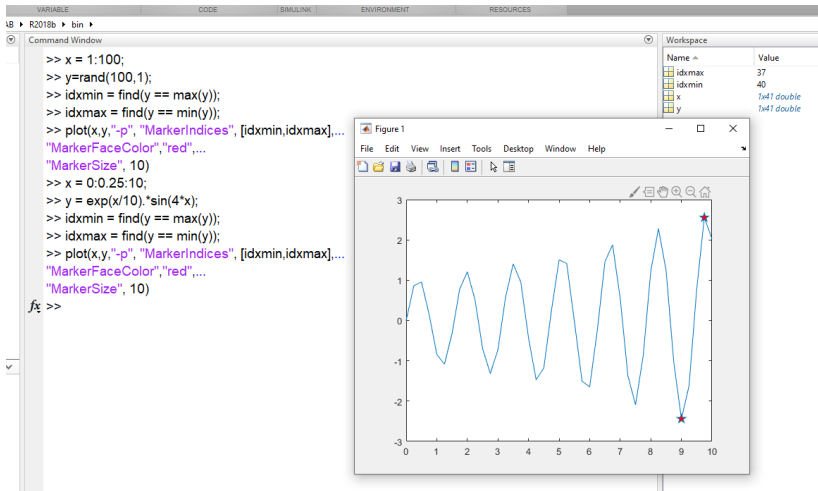 VARIABLE CODE SIMULINK ENVIRONMENT RESOURCES
AB ▸ R2018b ▸ bin ▸
Command Window
>> x = 1:100;
>> y=rand(100,1);
>> idxmin = find(y == max(y));
>> idxmax = find(y == min(y));
>> plot(x,y,"-p", "MarkerIndices", [idxmin,idxmax],...
"MarkerFaceColor","red",...
"MarkerSize", 10)
>> x = 0:0.25:10;
>> y = exp(x/10).*sin(4*x);
>> idxmin = find(y == max(y));
>> idxmax = find(y == min(y));
>> plot(x,y,"-p", "MarkerIndices", [idxmin,idxmax],...
"MarkerFaceColor","red",...
"MarkerSize", 10)
fx >>
Workspace
Name Value
idxmax 37
idxmin 40
x 1x41 double
y 1x41 double
Figure 1
File Edit View Insert Tools Desktop Window Help
3
2
1
0
-1
-2
-3
0 1 2 3 4 5 6 7 8 9 10